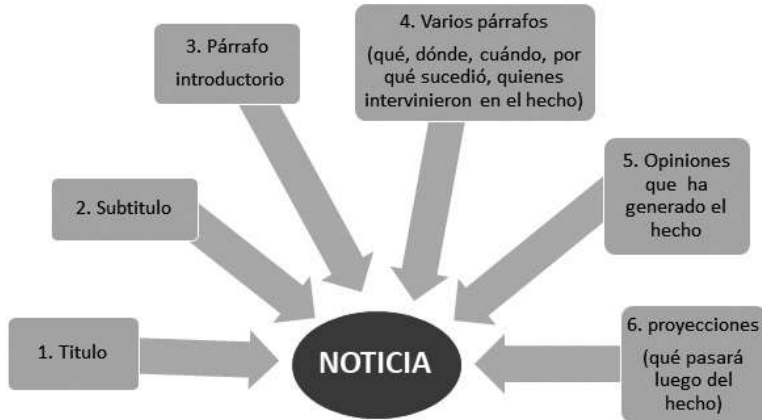 1. Titulo
2. Subtitulo
3. Párrafo
introductorio
4. Varios párrafos
(qué, dónde, cuándo, por
qué sucedió, quienes
intervinieron en el hecho)
5. Opiniones
que ha
generado el
hecho
6. proyecciones
(qué pasará
luego del
hecho)
NOTICIA